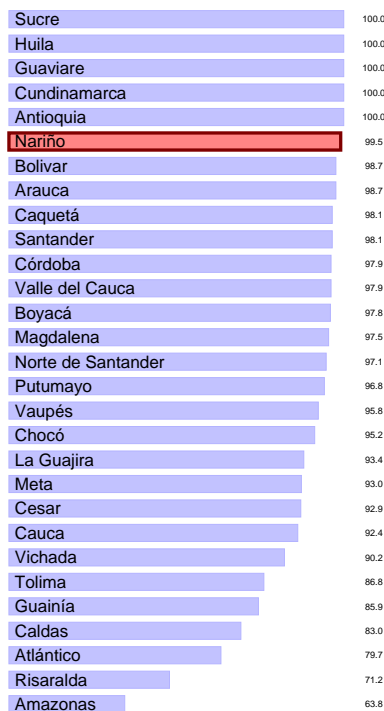 Sucre 100.0
Huila 100.0
Guaviare 100.0
Cundinamarca 100.0
Antioquia 100.0
Nariño 99.5
Bolivar 98.7
Arauca 98.7
Caquetá 98.1
Santander 98.1
Córdoba 97.9
Valle del Cauca 97.9
Boyacá 97.8
Magdalena 97.5
Norte de Santander 97.1
Putumayo 96.8
Vaupés 95.8
Chocó 95.2
La Guajira 93.4
Meta 93.0
Cesar 92.9
Cauca 92.4
Vichada 90.2
Tolima 86.8
Guainía 85.9
Caldas 83.0
Atlántico 79.7
Risaralda 71.2
Amazonas 63.8